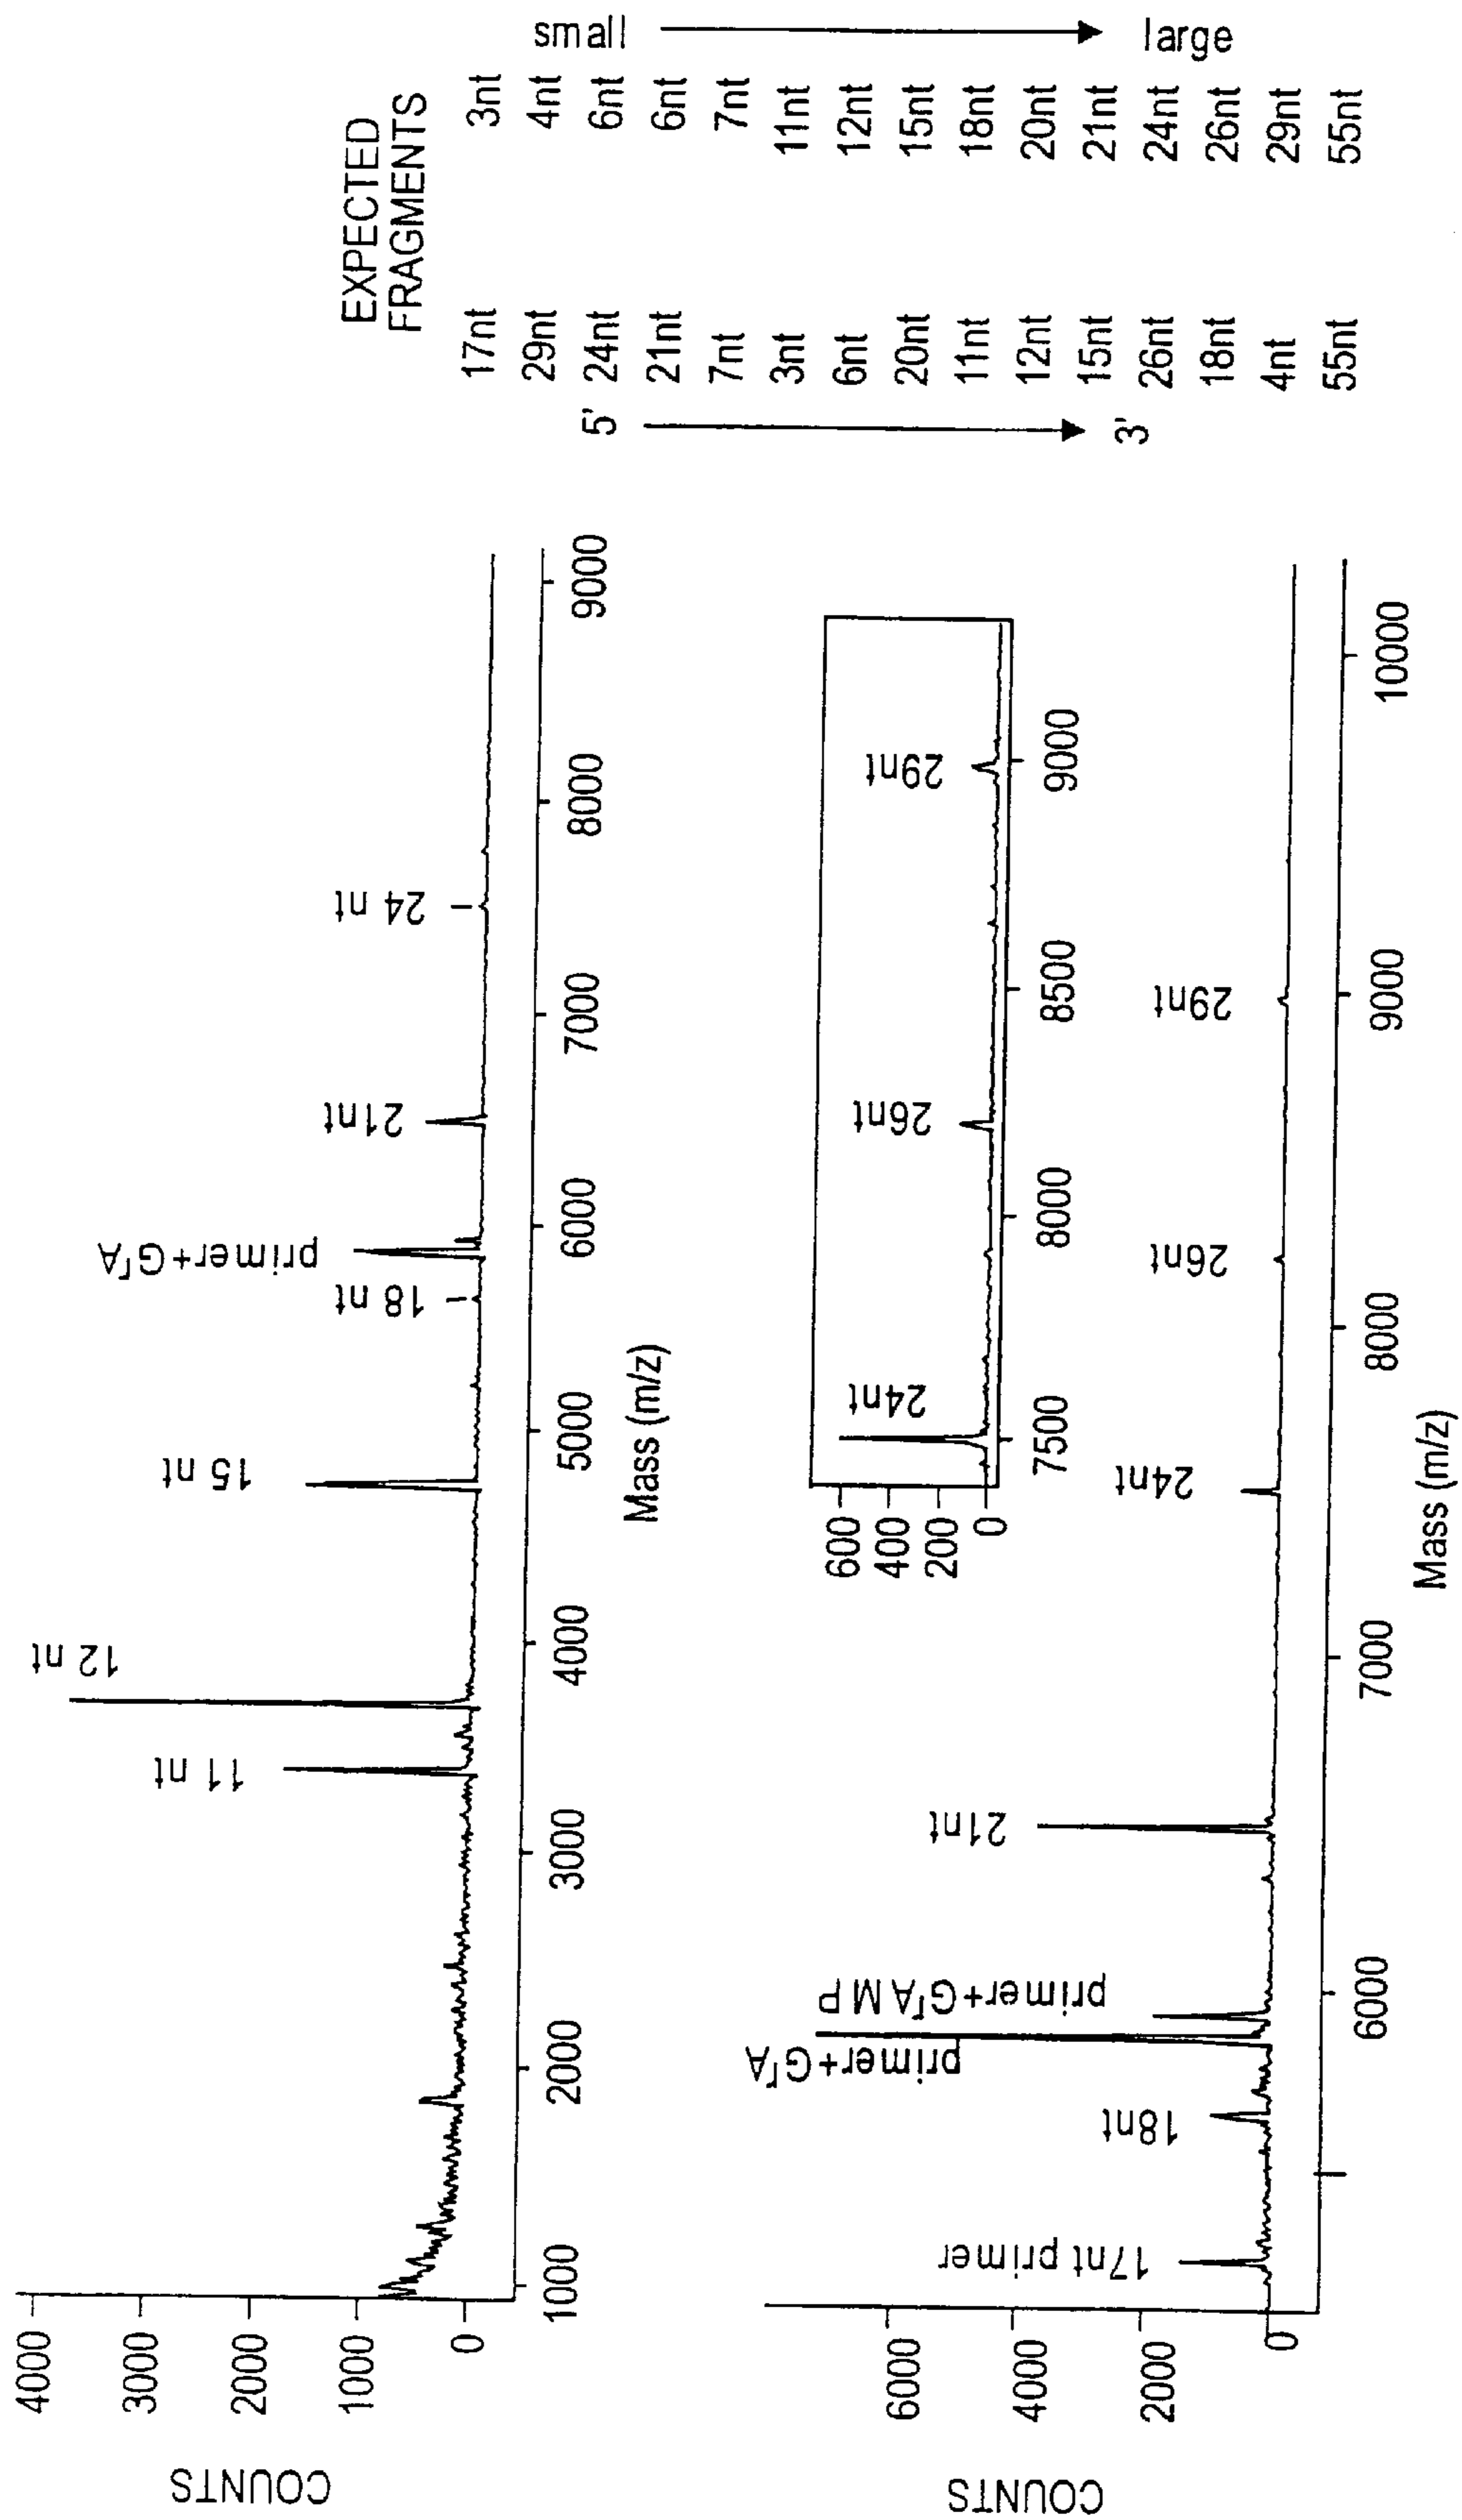 COUNTS
4000
3000
2000
1000
0
11 nt
12 nt
15 nt
18 nt
primer+GʳA
21nt
24 nt
1000
2000
3000
4000
5000
6000
7000
8000
9000
Mass (m/z)
COUNTS
6000
4000
2000
0
17nt primer
18nt
primer+GʳA
primer+GʳAMP
21nt
24nt
26nt
29nt
6000
7000
8000
9000
10000
Mass (m/z)
600
400
200
0
24nt
26nt
29nt
7500
8000
8500
9000
EXPECTED
FRAGMENTS
5'
3'
17nt
29nt
24nt
21nt
7nt
3nt
6nt
20nt
11nt
12nt
15nt
26nt
18nt
4nt
55nt
3nt
4nt
6nt
6nt
7nt
11nt
12nt
15nt
18nt
20nt
21nt
24nt
26nt
29nt
55nt
small
large